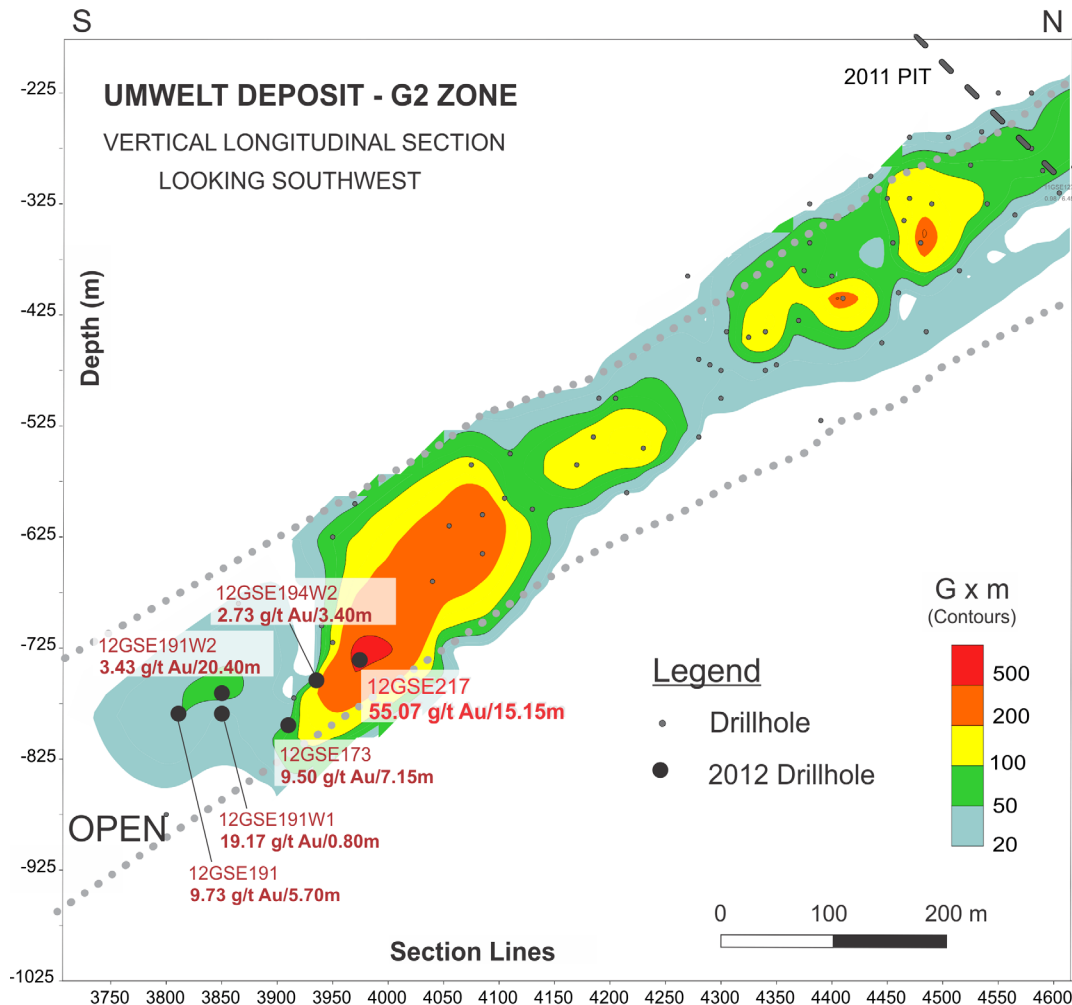 S
N
2011 PIT
UMWELT DEPOSIT - G2 ZONE
VERTICAL LONGITUDINAL SECTION
LOOKING SOUTHWEST
-225
-325
-425
-525
-625
-725
-825
-925
-1025
Depth (m)
12GSE194W2
2.73 g/t Au/3.40m
12GSE191W2
3.43 g/t Au/20.40m
12GSE217
55.07 g/t Au/15.15m
12GSE173
9.50 g/t Au/7.15m
12GSE191W1
19.17 g/t Au/0.80m
12GSE191
9.73 g/t Au/5.70m
OPEN
G x m
(Contours)
500
200
100
50
20
Legend
Drillhole
2012 Drillhole
0 100 200 m
Section Lines
3750 3800 3850 3900 3950 4000 4050 4100 4150 4200 4250 4300 4350 4400 4450 4500 4550 4600